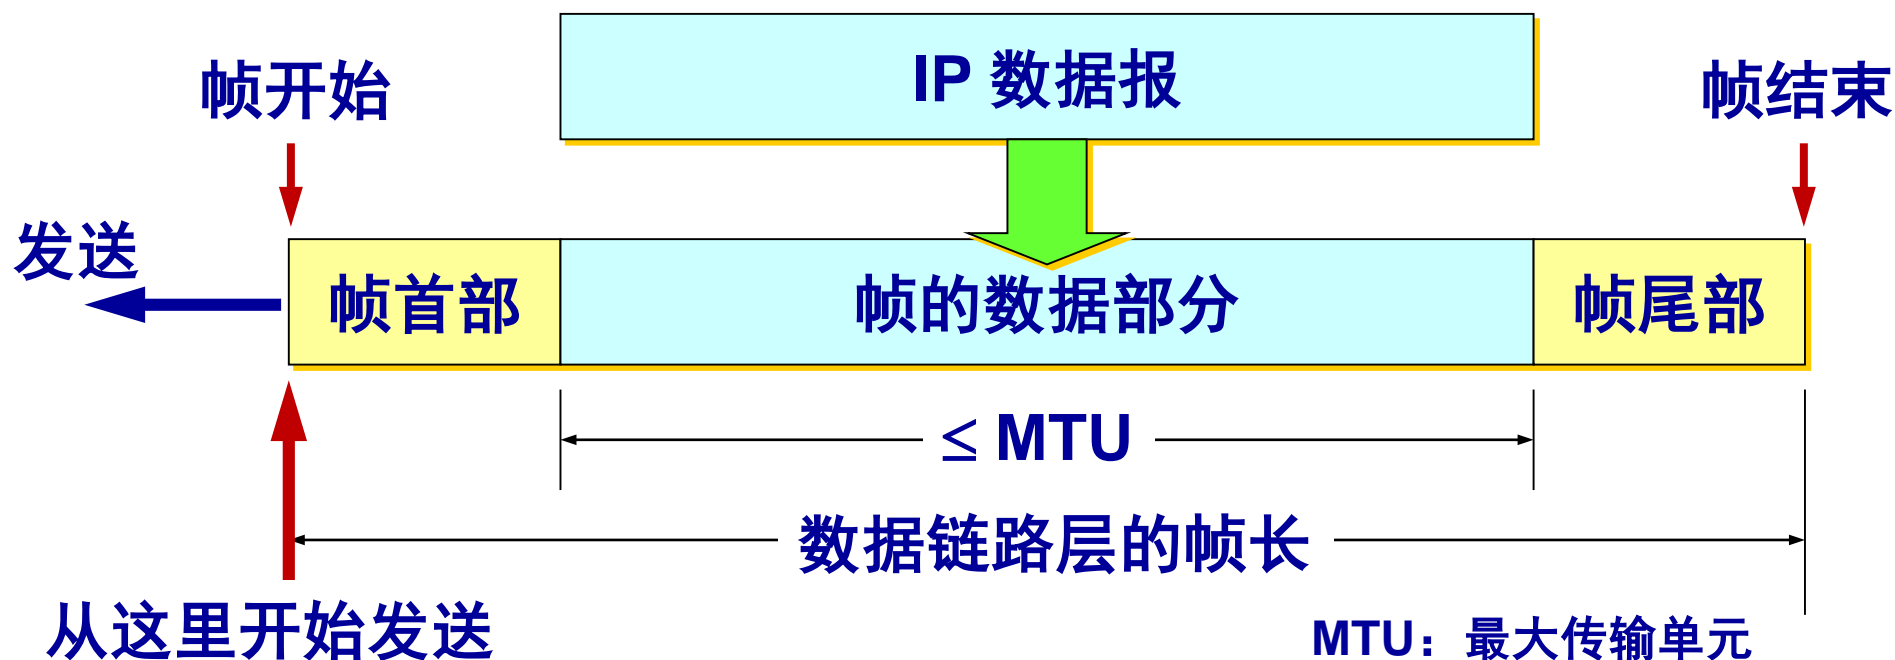 IP 数据报
帧开始
帧结束
发送
帧首部
帧的数据部分
帧尾部
≤ MTU
数据链路层的帧长
从这里开始发送
MTU：最大传输单元